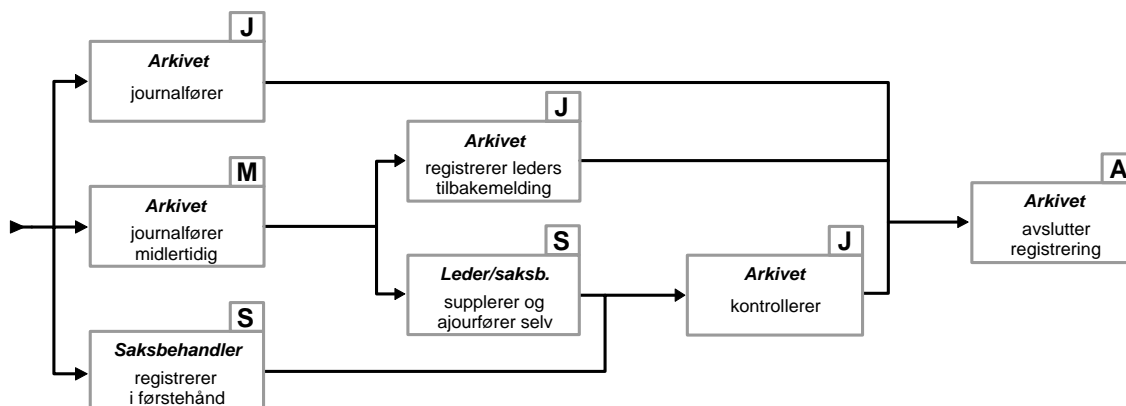 J
Arkivet
journalfører
M
Arkivet
journalfører
midlertidig
S
Saksbehandler
registrerer
i førstehånd
J
Arkivet
registrerer leders
tilbakemelding
S
Leder/saksb.
supplerer og
ajourfører selv
J
Arkivet
kontrollerer
A
Arkivet
avslutter
registrering